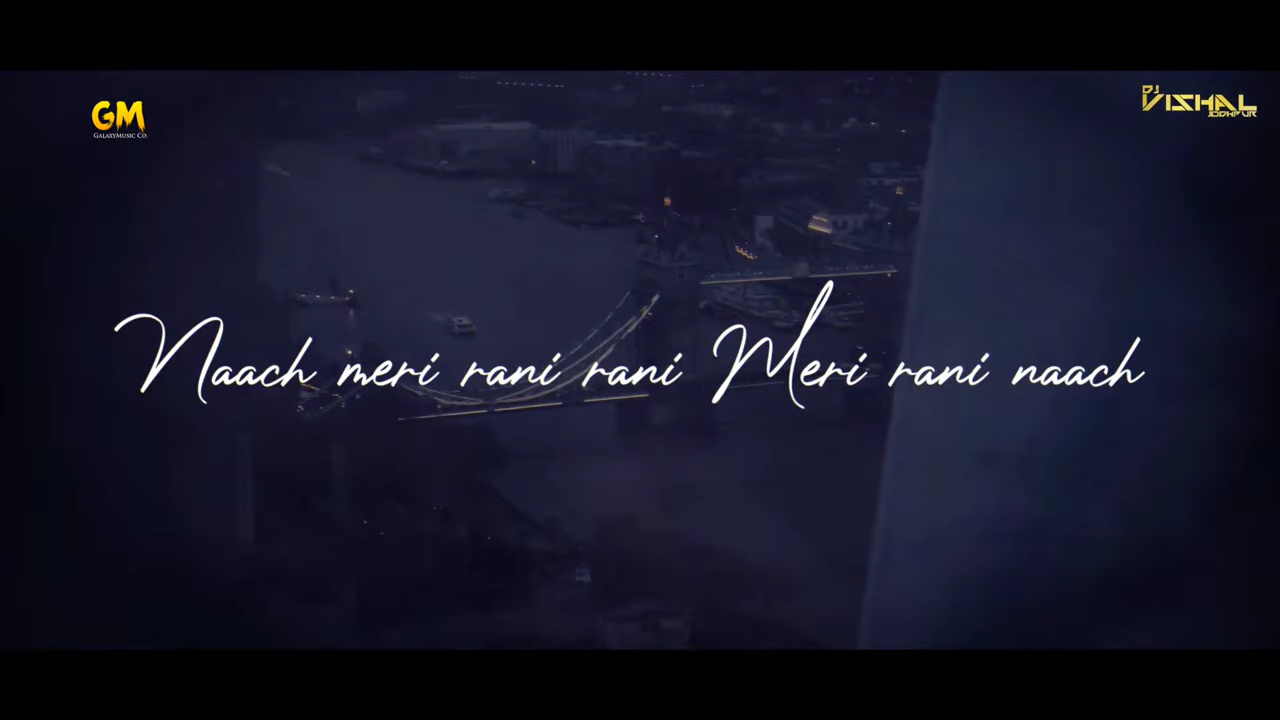 GM
GALAXYMUSIC CO.
DJ
VISHAL
JODHPUR
Naach meri rani rani Meri rani naach